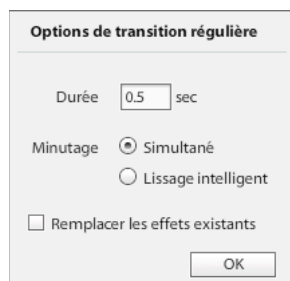 Options de transition régulière
Durée 0.5 sec
Minutage Simultané
Lissage intelligent
Remplacer les effets existants
OK